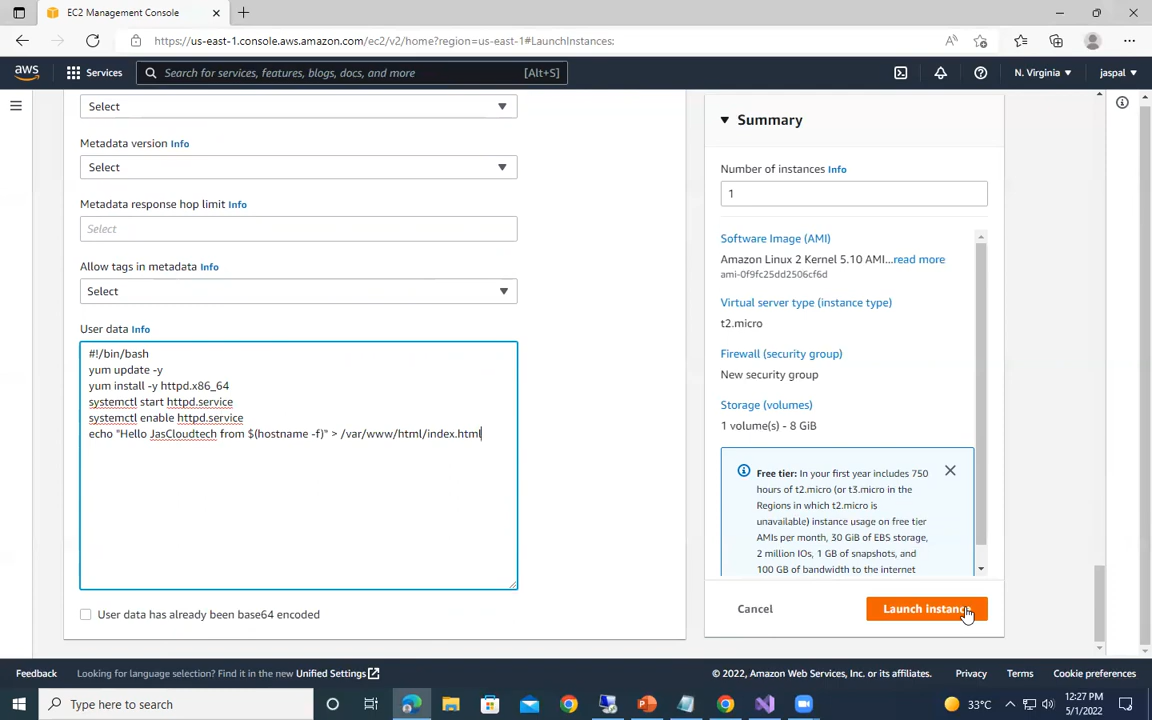 EC2 Management Console
https://us-east-1.console.aws.amazon.com/ec2/v2/home?region=us-east-1#LaunchInstances:
aws
Services
Search for services, features, blogs, docs, and more
[Alt+S]
N. Virginia
jaspal
Select
Metadata version Info
Select
Metadata response hop limit Info
Select
Allow tags in metadata Info
Select
User data Info
#!/bin/bash
yum update -y
yum install -y httpd.x86_64
systemctl start httpd.service
systemctl enable httpd.service
echo "Hello JasCloudtech from $(hostname -f)" > /var/www/html/index.html
User data has already been base64 encoded
Summary
Number of instances Info
1
Software Image (AMI)
Amazon Linux 2 Kernel 5.10 AMI...read more
ami-0f9fc25dd2506cf6d
Virtual server type (instance type)
t2.micro
Firewall (security group)
New security group
Storage (volumes)
1 volume(s) - 8 GiB
Free tier: In your first year includes 750
hours of t2.micro (or t3.micro in the
Regions in which t2.micro is
unavailable) instance usage on free tier
AMIs per month, 30 GiB of EBS storage,
2 million IOs, 1 GB of snapshots, and
100 GB of bandwidth to the internet
Cancel
Launch instance
Feedback
Looking for language selection? Find it in the new Unified Settings
© 2022, Amazon Web Services, Inc. or its affiliates.
Privacy
Terms
Cookie preferences
Type here to search
33°C
12:27 PM
5/1/2022